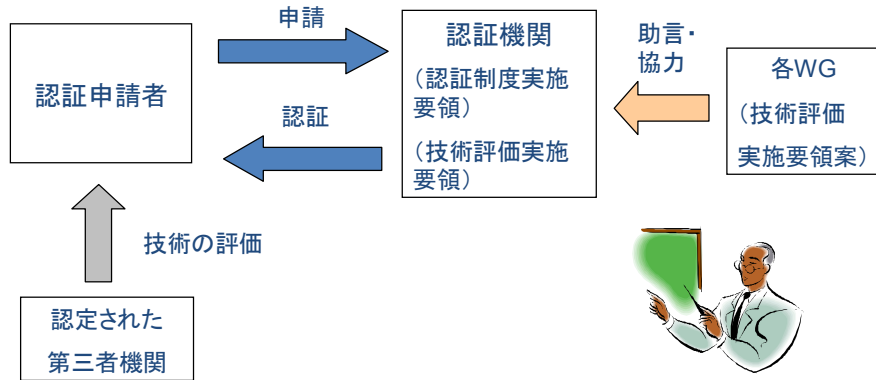 申請
認証申請者
認証
認証機関
（認証制度実施
要領）
（技術評価実施
要領）
助言・
協力
各WG
（技術評価
実施要領案）
技術の評価
認定された
第三者機関